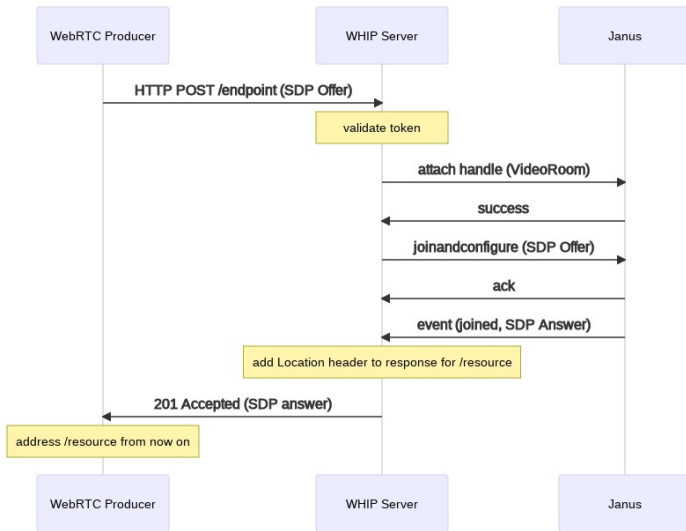 WebRTC Producer
WHIP Server
Janus
HTTP POST /endpoint (SDP Offer)
validate token
attach handle (VideoRoom)
success
joinandconfigure (SDP Offer)
ack
event (joined, SDP Answer)
add Location header to response for /resource
201 Accepted (SDP answer)
address /resource from now on
WebRTC Producer
WHIP Server
Janus